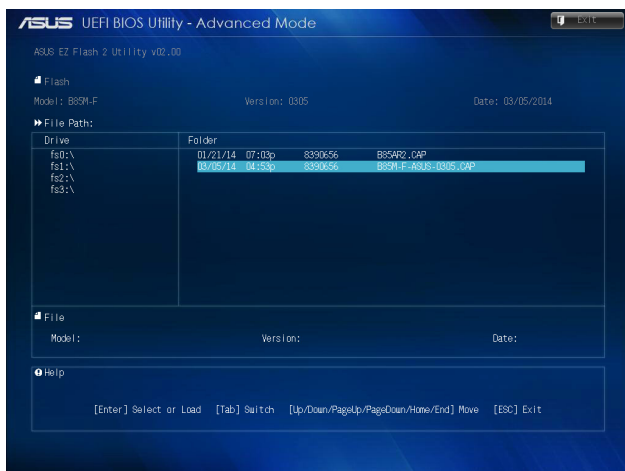 ASUS UEFI BIOS Utility - Advanced Mode
Exit
ASUS EZ Flash 2 Utility v02.00
Flash
Model: B85M-F Version: 0305 Date: 03/05/2014
File Path:
Drive Folder
fs0:\ 01/21/14 07:03p 8390656 B85AR2.CAP
fs1:\ 03/05/14 04:53p 8390656 B85M-F-ASUS-0305.CAP
fs2:\
fs3:\
File
Model: Version: Date:
Help
[Enter] Select or Load [Tab] Switch [Up/Down/PageUp/PageDown/Home/End] Move [ESC] Exit